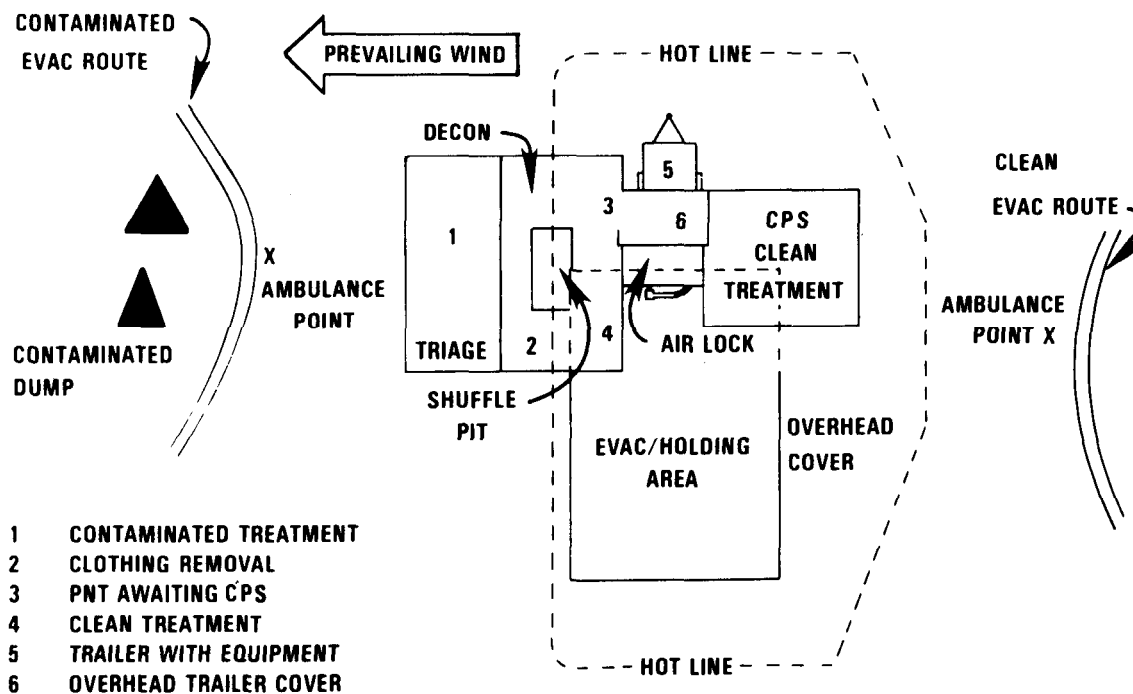 CONTAMINATED
EVAC ROUTE
PREVAILING WIND
HOT LINE
DECON
5
CLEAN
EVAC ROUTE
1
3
6
CPS
CLEAN
TREATMENT
X
AMBULANCE
POINT
AMBULANCE
POINT X
TRIAGE
2
4
AIR LOCK
CONTAMINATED
DUMP
SHUFFLE
PIT
EVAC/HOLDING
AREA
OVERHEAD
COVER
HOT LINE
1 CONTAMINATED TREATMENT
2 CLOTHING REMOVAL
3 PNT AWAITING CPS
4 CLEAN TREATMENT
5 TRAILER WITH EQUIPMENT
6 OVERHEAD TRAILER COVER